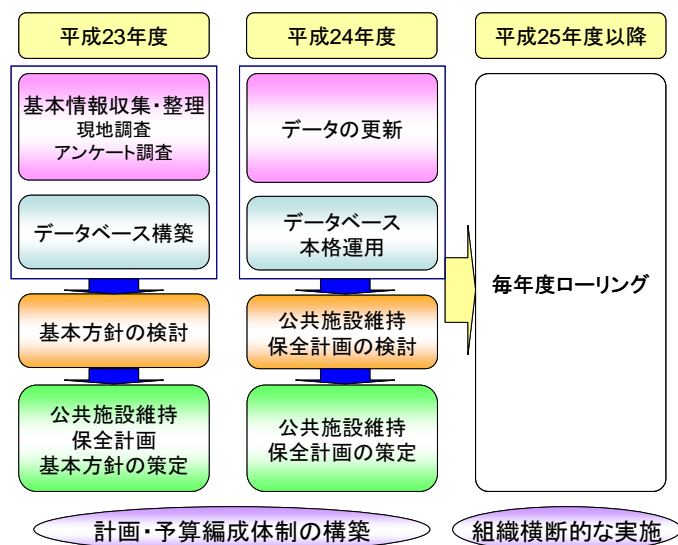 平成23年度
基本情報収集・整理
現地調査
アンケート調査
データベース構築
基本方針の検討
公共施設維持
保全計画
基本方針の策定
平成24年度
データの更新
データベース
本格運用
公共施設維持
保全計画の検討
公共施設維持
保全計画の策定
平成25年度以降
毎年度ローリング
計画・予算編成体制の構築
組織横断的な実施